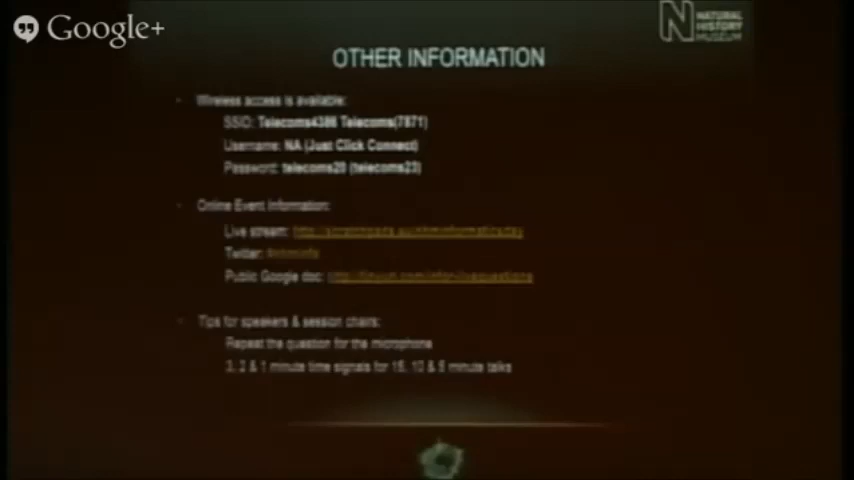 Google+
NATURAL
HISTORY
MUSEUM
OTHER INFORMATION
Wireless access is available:
SSID: Telecoms4386 Telecoms(7871)
Username: NA (Just Click Connect)
Password: telecoms20 (telecoms23)
Online Event Information:
Live stream:
Twitter:
Public Google doc:
Tips for speakers & session chairs:
Repeat the question for the microphone
3, 2 & 1 minute time signals for 15, 10 & 5 minute talks